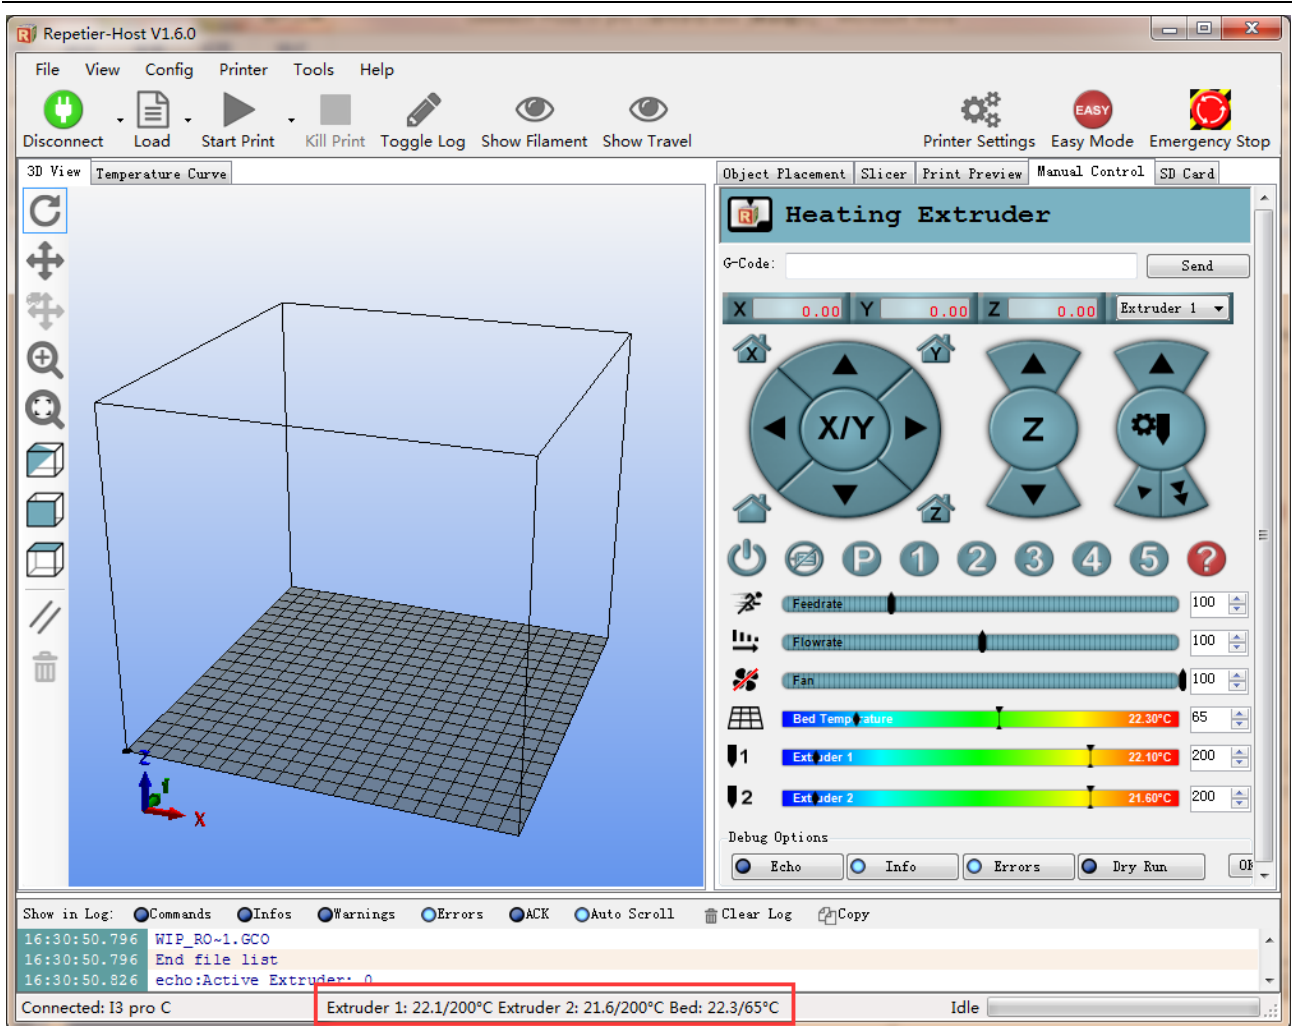 Repetier-Host V1.6.0
File View Config Printer Tools Help
Disconnect Load Start Print Kill Print Toggle Log Show Filament Show Travel Printer Settings EASY Easy Mode Emergency Stop
3D View Temperature Curve
Object Placement Slicer Print Preview Manual Control SD Card
R Heating Extruder
G-Code: Send
X 0.00 Y 0.00 Z 0.00 Extruder 1
X Y
X/Y Z
Z
P 1 2 3 4 5 ?
Feedrate 100
Flowrate 100
Fan 100
Bed Temperature 22.30°C 65
1 Extruder 1 22.10°C 200
2 Extruder 2 21.60°C 200
Z
X
Debug Options
Echo Info Errors Dry Run
Show in Log: Commands Infos Warnings Errors ACK Auto Scroll Clear Log Copy
16:30:50.796 WIP_RO~1.GCO
16:30:50.796 End file list
16:30:50.826 echo:Active Extruder: 0
Connected: I3 pro C Extruder 1: 22.1/200°C Extruder 2: 21.6/200°C Bed: 22.3/65°C Idle